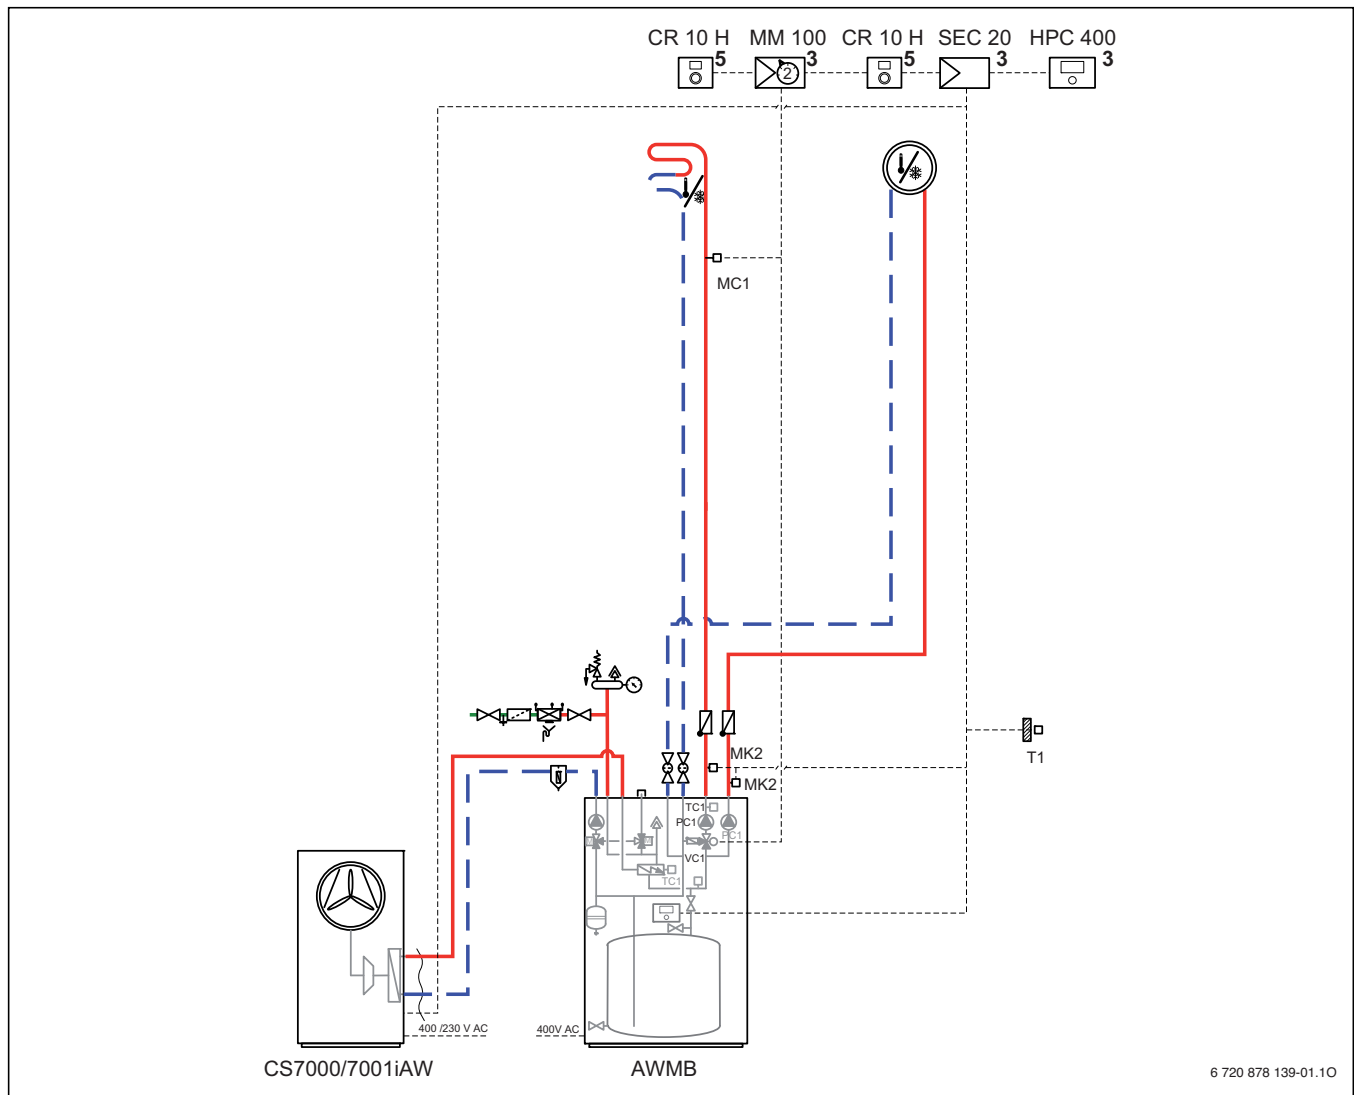 CR 10 H MM 100 CR 10 H SEC 20 HPC 400
5 3 5 3 3
2
MC1
MK2
T1
MK2
TC1
PC1
PC1
M M
VC1
TC1
400 /230 V AC
400V AC
CS7000/7001iAW
AWMB
6 720 878 139-01.1O